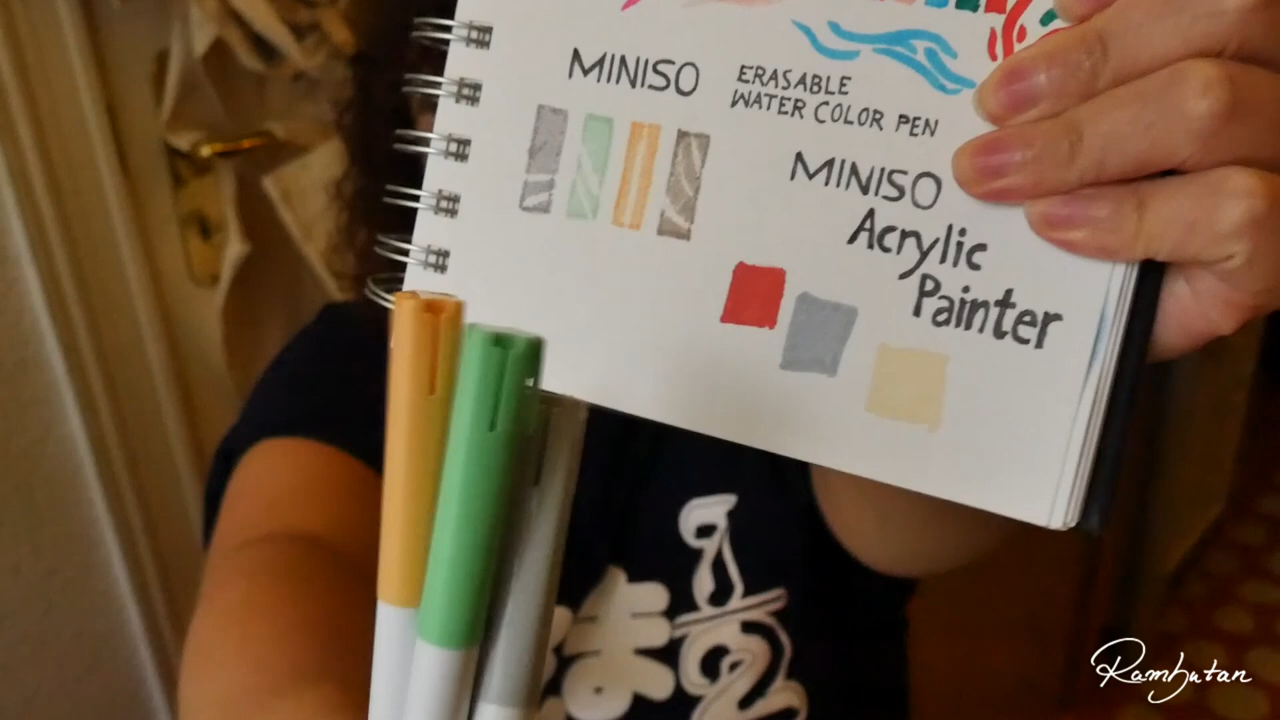 MINISO
ERASABLE
WATER COLOR PEN
MINISO
Acrylic
Painter
Rambutan